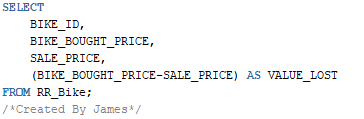 SELECT
    BIKE_ID,
    BIKE_BOUGHT_PRICE,
    SALE_PRICE,
    (BIKE_BOUGHT_PRICE-SALE_PRICE) AS VALUE_LOST
FROM RR_Bike;
/*Created By James*/